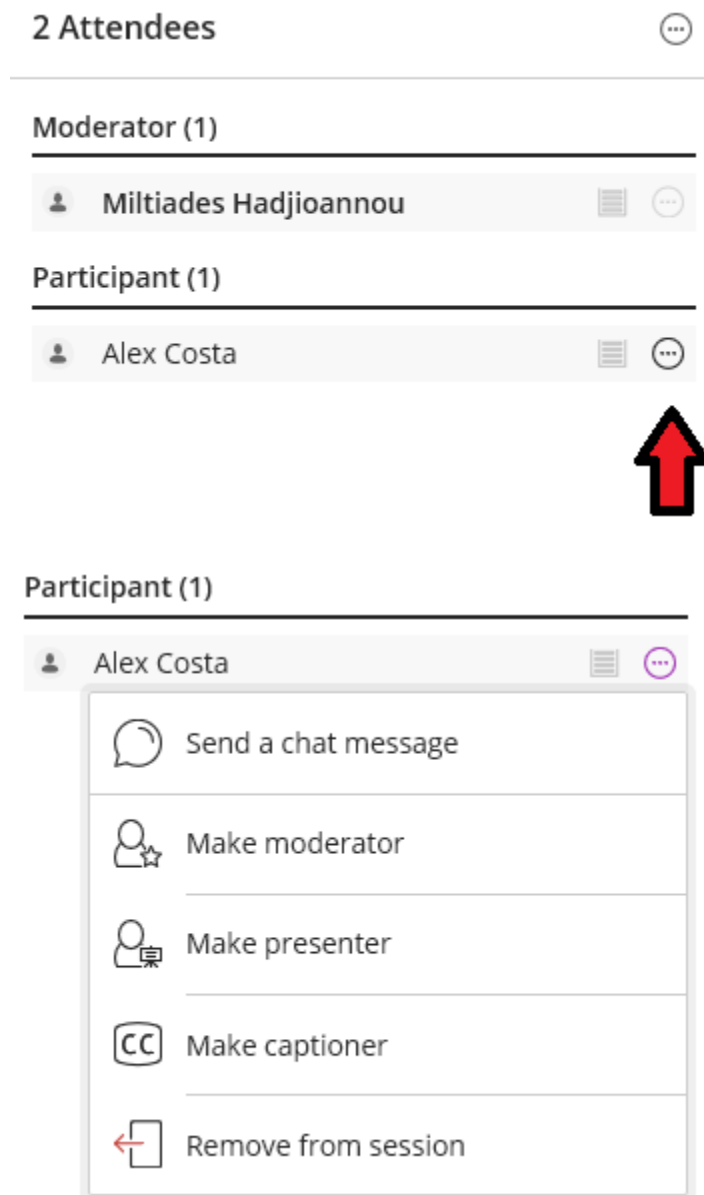 2 Attendees
Moderator (1)
Miltiades Hadjioannou
Participant (1)
Alex Costa
Participant (1)
Alex Costa
Send a chat message
Make moderator
Make presenter
CC Make captioner
Remove from session